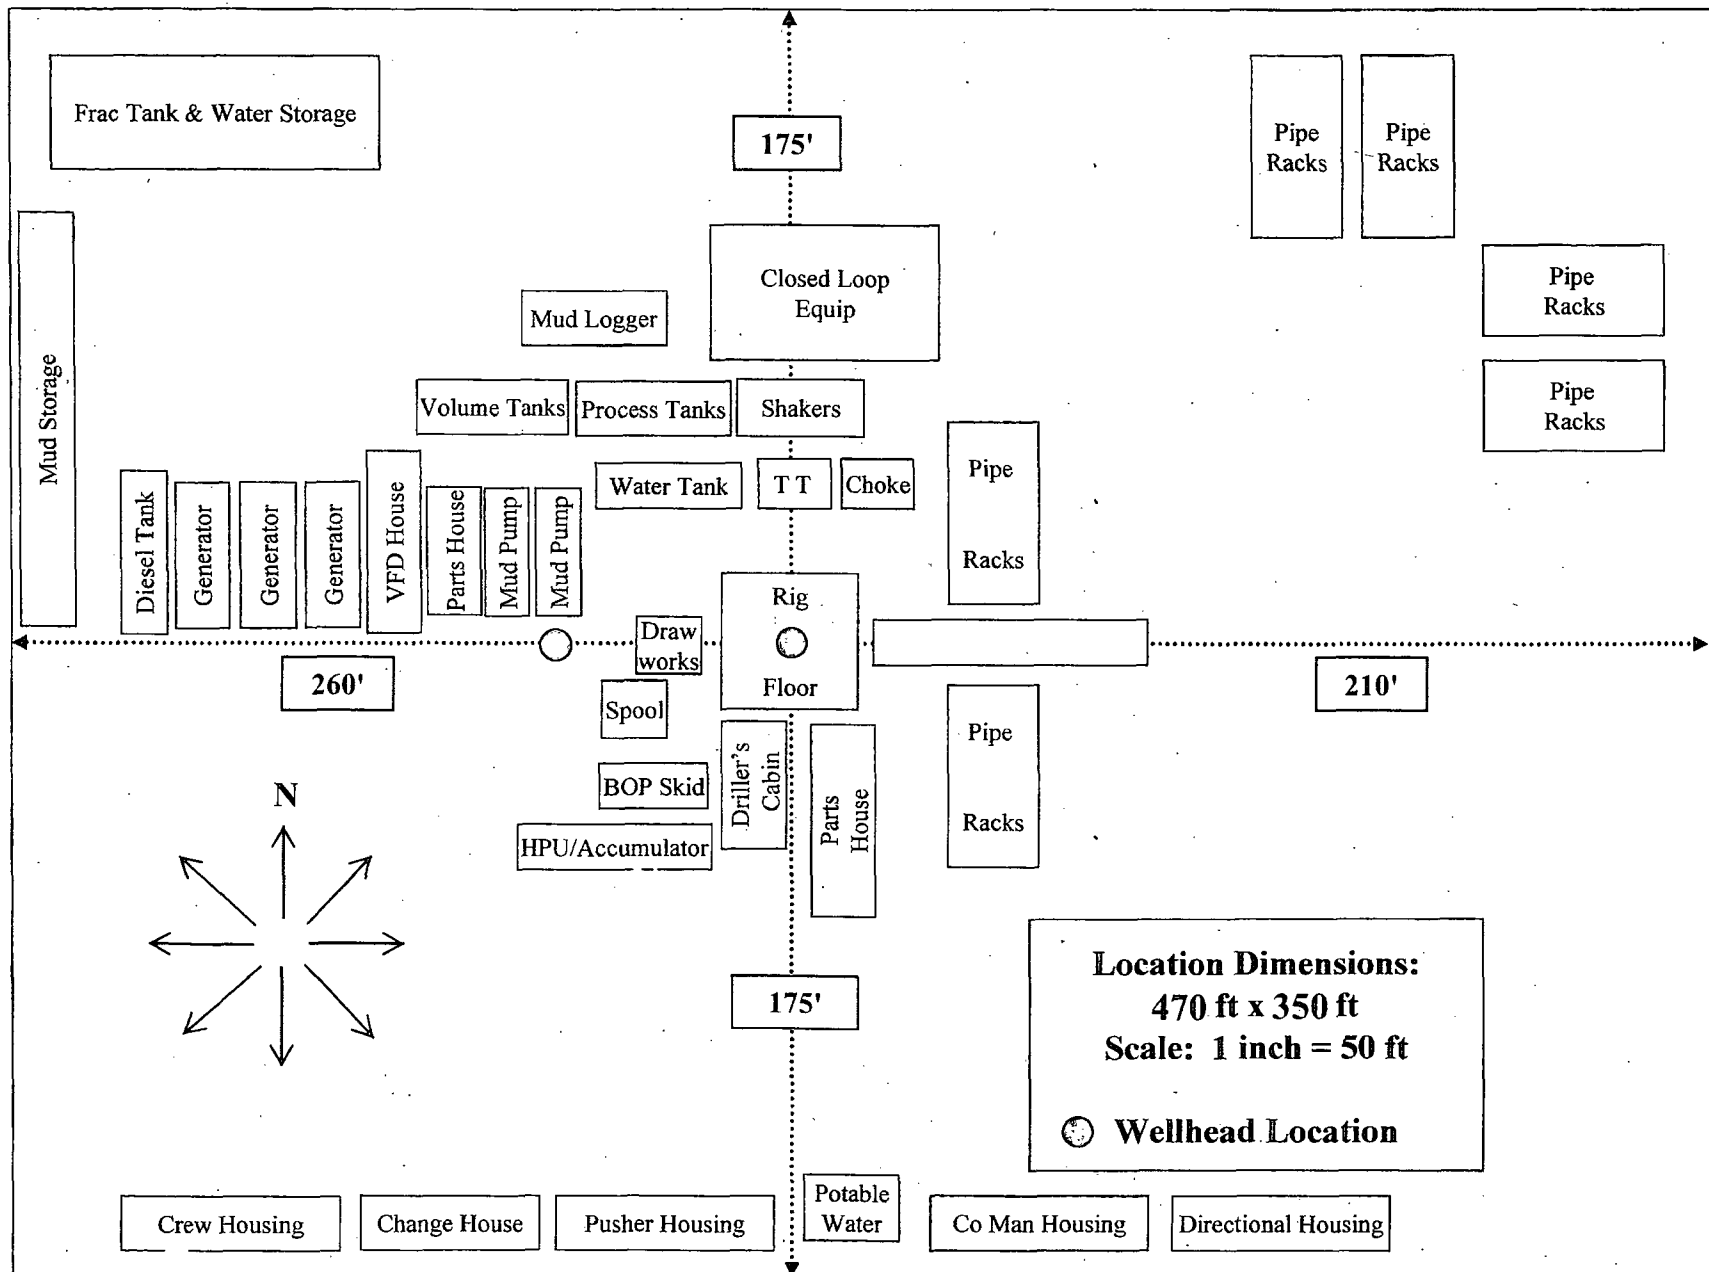 Frac Tank & Water Storage
175'
Pipe
Racks
Pipe
Racks
Mud Storage
Closed Loop
Equip
Mud Logger
Pipe
Racks
Pipe
Racks
Volume Tanks
Process Tanks
Shakers
Diesel Tank
Generator
Generator
Generator
VFD House
Parts House
Mud Pump
Mud Pump
Water Tank
T T
Choke
Pipe
Racks
Rig
Floor
Draw
works
260'
210'
Spool
Driller's
Cabin
Parts
House
Pipe
Racks
BOP Skid
HPU/Accumulator
N
175'
Location Dimensions:
470 ft x 350 ft
Scale: 1 inch = 50 ft
Wellhead Location
Crew Housing
Change House
Pusher Housing
Potable
Water
Co Man Housing
Directional Housing